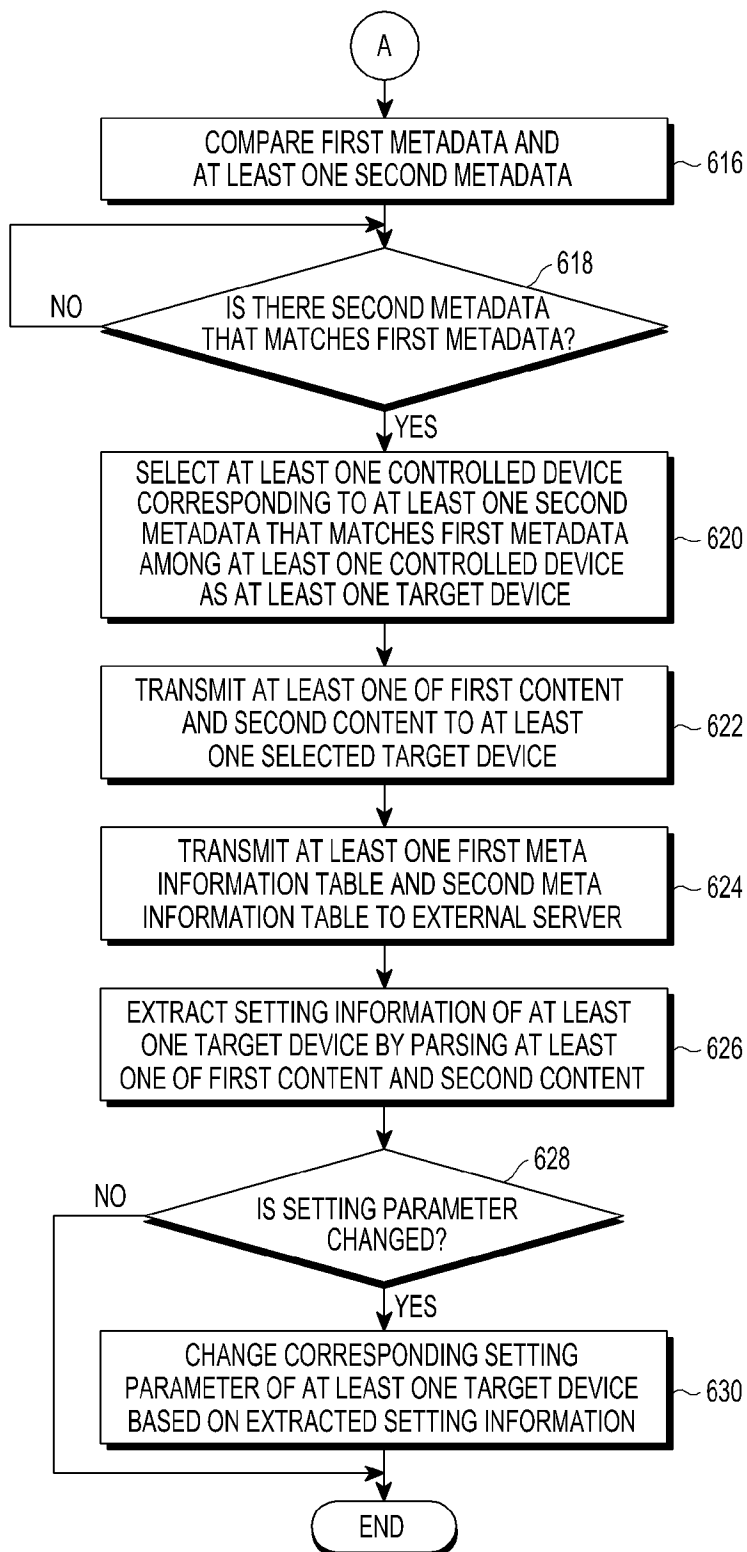 A
COMPARE FIRST METADATA AND
AT LEAST ONE SECOND METADATA
616
618
NO
IS THERE SECOND METADATA
THAT MATCHES FIRST METADATA?
YES
SELECT AT LEAST ONE CONTROLLED DEVICE
CORRESPONDING TO AT LEAST ONE SECOND
METADATA THAT MATCHES FIRST METADATA
AMONG AT LEAST ONE CONTROLLED DEVICE
AS AT LEAST ONE TARGET DEVICE
620
TRANSMIT AT LEAST ONE OF FIRST CONTENT
AND SECOND CONTENT TO AT LEAST
ONE SELECTED TARGET DEVICE
622
TRANSMIT AT LEAST ONE FIRST META
INFORMATION TABLE AND SECOND META
INFORMATION TABLE TO EXTERNAL SERVER
624
EXTRACT SETTING INFORMATION OF AT LEAST
ONE TARGET DEVICE BY PARSING AT LEAST
ONE OF FIRST CONTENT AND SECOND CONTENT
626
628
NO
IS SETTING PARAMETER
CHANGED?
YES
CHANGE CORRESPONDING SETTING
PARAMETER OF AT LEAST ONE TARGET DEVICE
BASED ON EXTRACTED SETTING INFORMATION
630
END